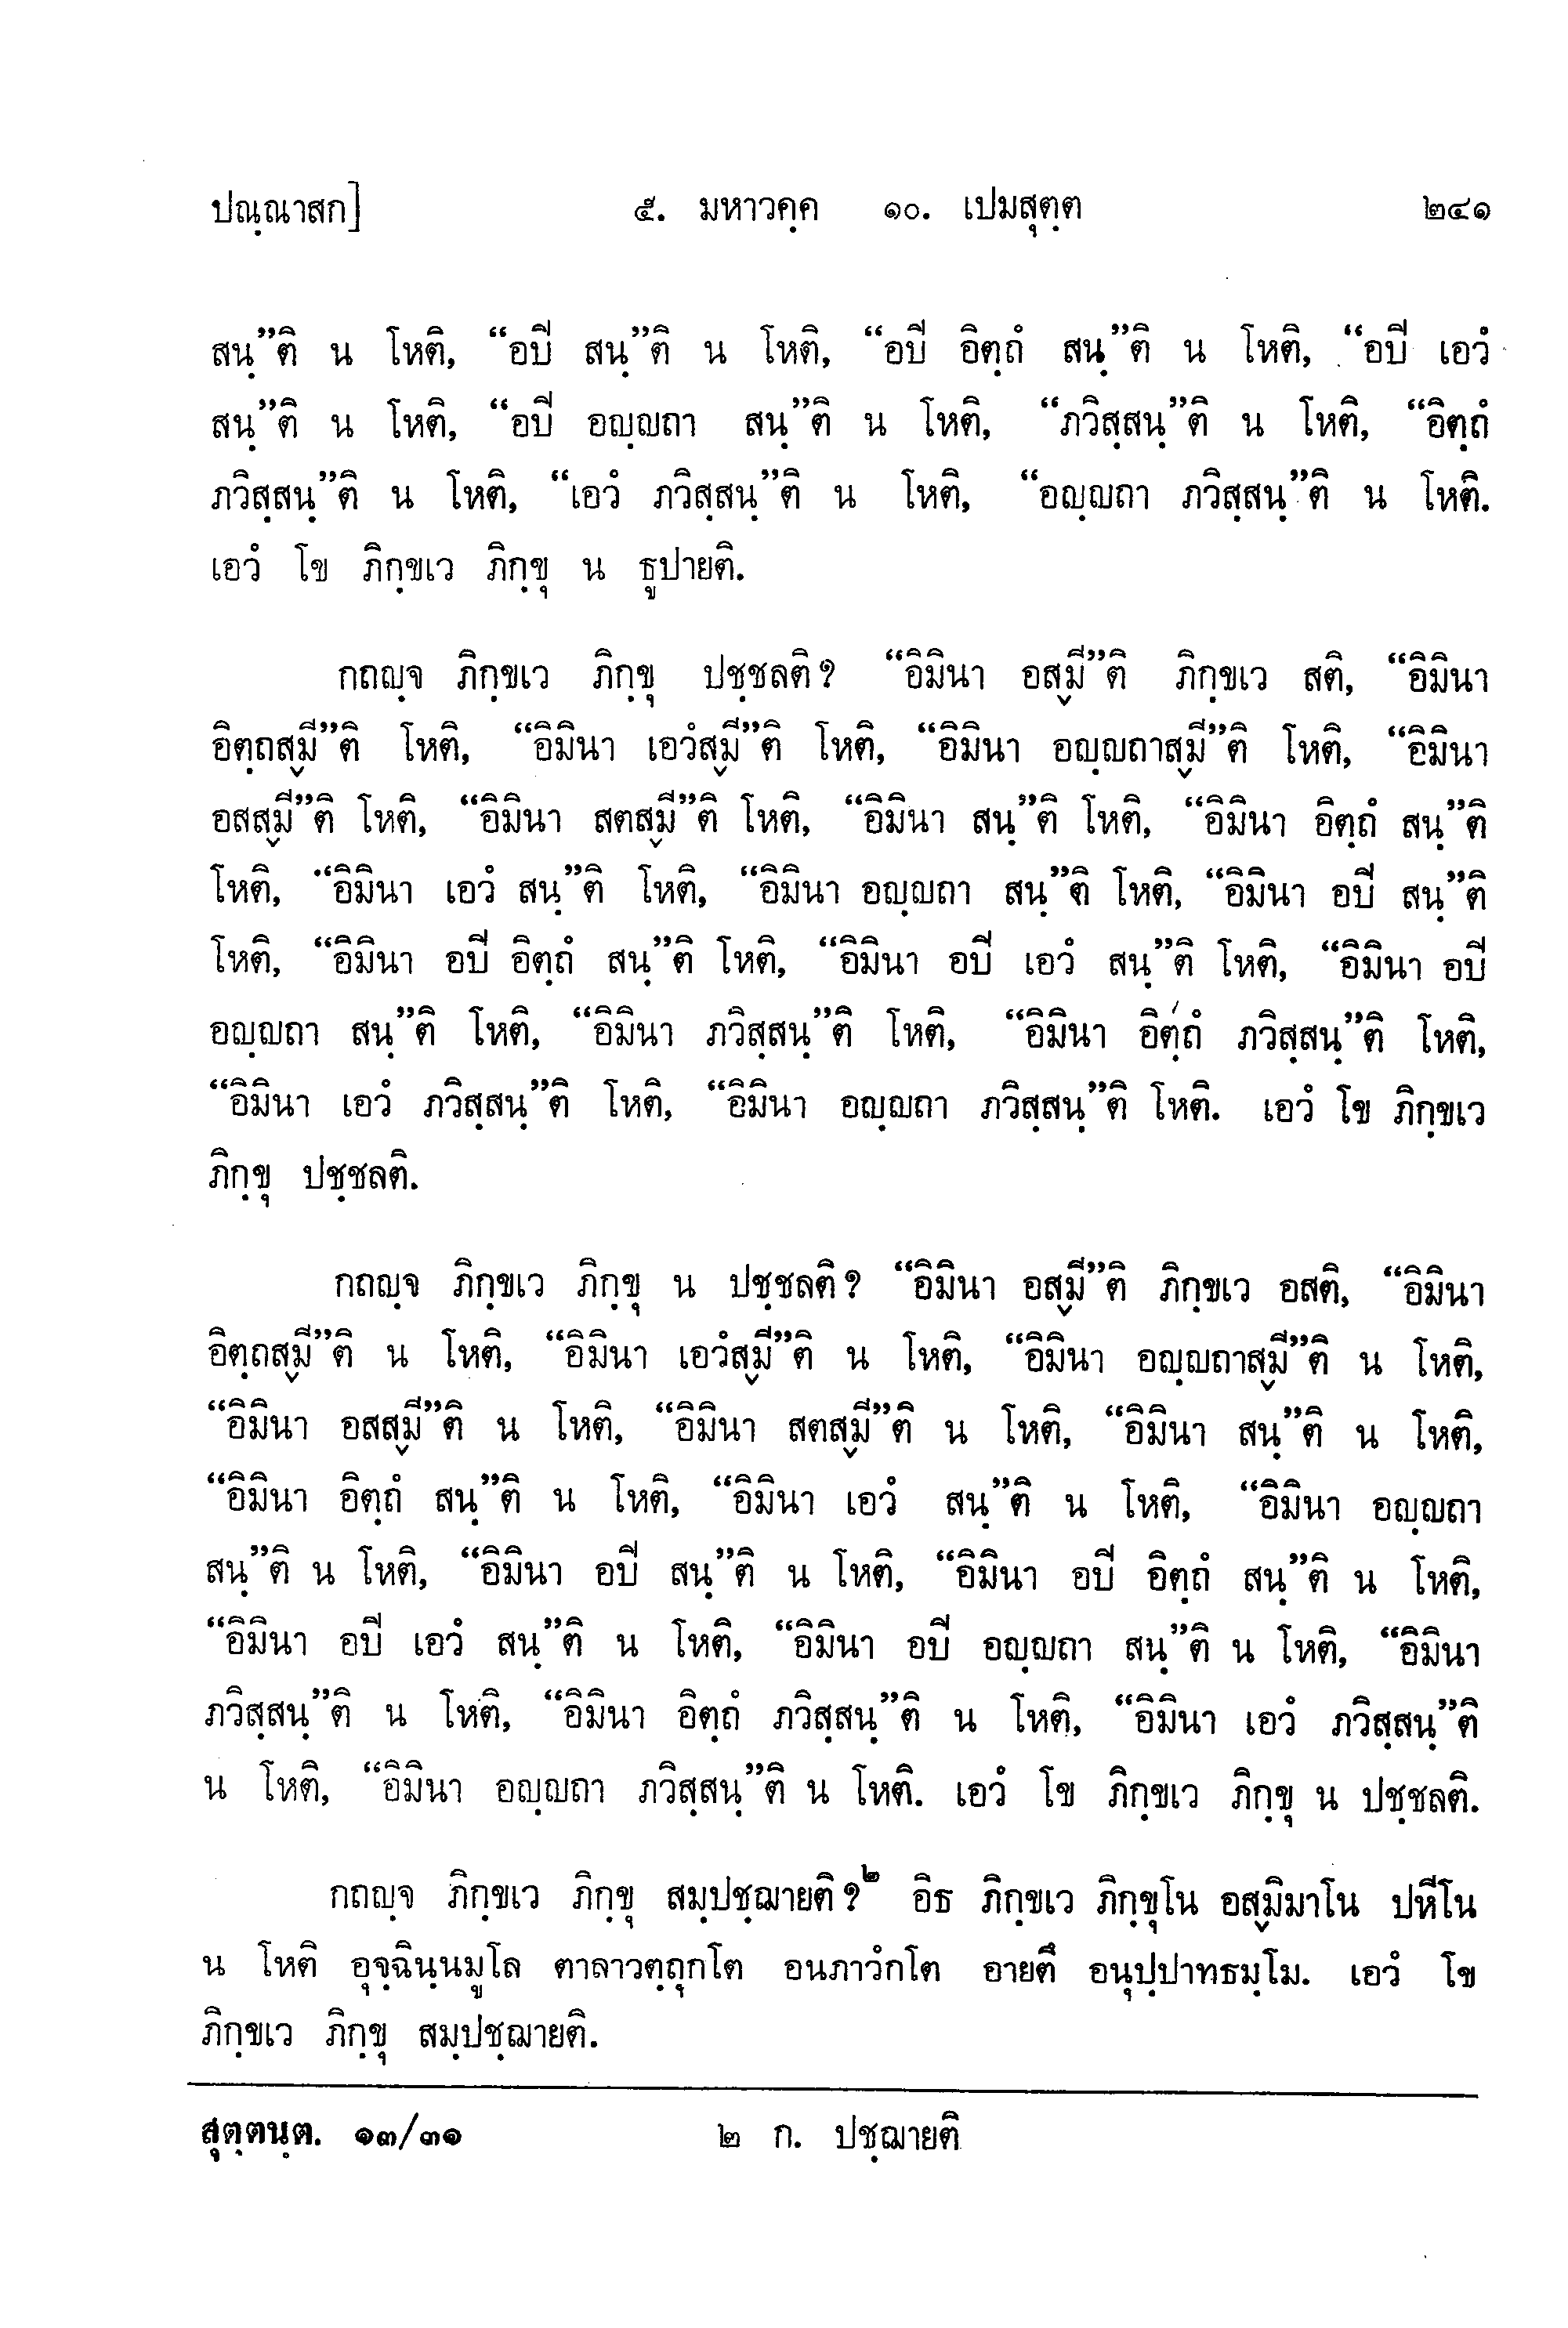 ปณฺณาสก] ๕. มหาวคฺค ๑๐. เปมสุตฺต ๒๔๑
สนฺ”ติ น โหติ, “อปี สนฺ”ติ น โหติ, “อปี อิตฺถํ สนฺ”ติ น โหติ, “อปี เอวํ
สนฺ”ติ น โหติ, “อปี อญฺญถา สนฺ”ติ น โหติ, “ภวิสฺสนฺ”ติ น โหติ, “อิตฺถํ
ภวิสฺสนฺ”ติ น โหติ, “เอวํ ภวิสฺสนฺ”ติ น โหติ, “อญฺญถา ภวิสฺสนฺ”ติ น โหติ.
เอวํ โข ภิกฺขเว ภิกฺขุ น ธูปายติ.
กถญฺจ ภิกฺขเว ภิกฺขุ ปชฺชลติ? “อิมินา อสฺมี”ติ ภิกฺขเว สติ, “อิมินา
อิตฺถสฺมี”ติ โหติ, “อิมินา เอวํสฺมี”ติ โหติ, “อิมินา อญฺญถาสฺมี”ติ โหติ, “อิมินา
อสสฺมี”ติ โหติ, “อิมินา สตสฺมี”ติ โหติ, “อิมินา สนฺ”ติ โหติ, “อิมินา อิตฺถํ สนฺ”ติ
โหติ, “อิมินา เอวํ สนฺ”ติ โหติ, “อิมินา อญฺญถา สนฺ”ติ โหติ, “อิมินา อปี สนฺ”ติ
โหติ, “อิมินา อปี อิตฺถํ สนฺ”ติ โหติ, “อิมินา อปี เอวํ สนฺ”ติ โหติ, “อิมินา อปี
อญฺญถา สนฺ”ติ โหติ, “อิมินา ภวิสฺสนฺ”ติ โหติ, “อิมินา อิตฺถํ ภวิสฺสนฺ”ติ โหติ,
“อิมินา เอวํ ภวิสฺสนฺ”ติ โหติ, “อิมินา อญฺญถา ภวิสฺสนฺ”ติ โหติ. เอวํ โข ภิกฺขเว
ภิกฺขุ ปชฺชลติ.
กถญฺจ ภิกฺขเว ภิกฺขุ น ปชฺชลติ? “อิมินา อสฺมี”ติ ภิกฺขเว อสติ, “อิมินา
อิตฺถสฺมี”ติ น โหติ, “อิมินา เอวํสฺมี”ติ น โหติ, “อิมินา อญฺญถาสฺมี”ติ น โหติ,
“อิมินา อสสฺมี”ติ น โหติ, “อิมินา สตสฺมี”ติ น โหติ, “อิมินา สนฺ”ติ น โหติ,
“อิมินา อิตฺถํ สนฺ”ติ น โหติ, “อิมินา เอวํ สนฺ”ติ น โหติ, “อิมินา อญฺญถา
สนฺ”ติ น โหติ, “อิมินา อปี สนฺ”ติ น โหติ, “อิมินา อปี อิตฺถํ สนฺ”ติ น โหติ,
“อิมินา อปี เอวํ สนฺ”ติ น โหติ, “อิมินา อปี อญฺญถา สนฺ”ติ น โหติ, “อิมินา
ภวิสฺสนฺ”ติ น โหติ, “อิมินา อิตฺถํ ภวิสฺสนฺ”ติ น โหติ, “อิมินา เอวํ ภวิสฺสนฺ”ติ
น โหติ, “อิมินา อญฺญถา ภวิสฺสนฺ”ติ น โหติ. เอวํ โข ภิกฺขเว ภิกฺขุ น ปชฺชลติ.
กถญฺจ ภิกฺขเว ภิกฺขุ สมฺปชฺฌายติ?๒ อิธ ภิกฺขเว ภิกฺขุโน อสฺมิมาโน ปหีโน
น โหติ อุจฺฉินฺนมูโล ตาลาวตฺถุกโต อนภาวํกโต อายตึ อนุปฺปาทธมฺโม. เอวํ โข
ภิกฺขเว ภิกฺขุ สมฺปชฺฌายติ.
สุตฺตนฺต. ๑๓/๓๑ ๒ ก. ปชฺฌายติ